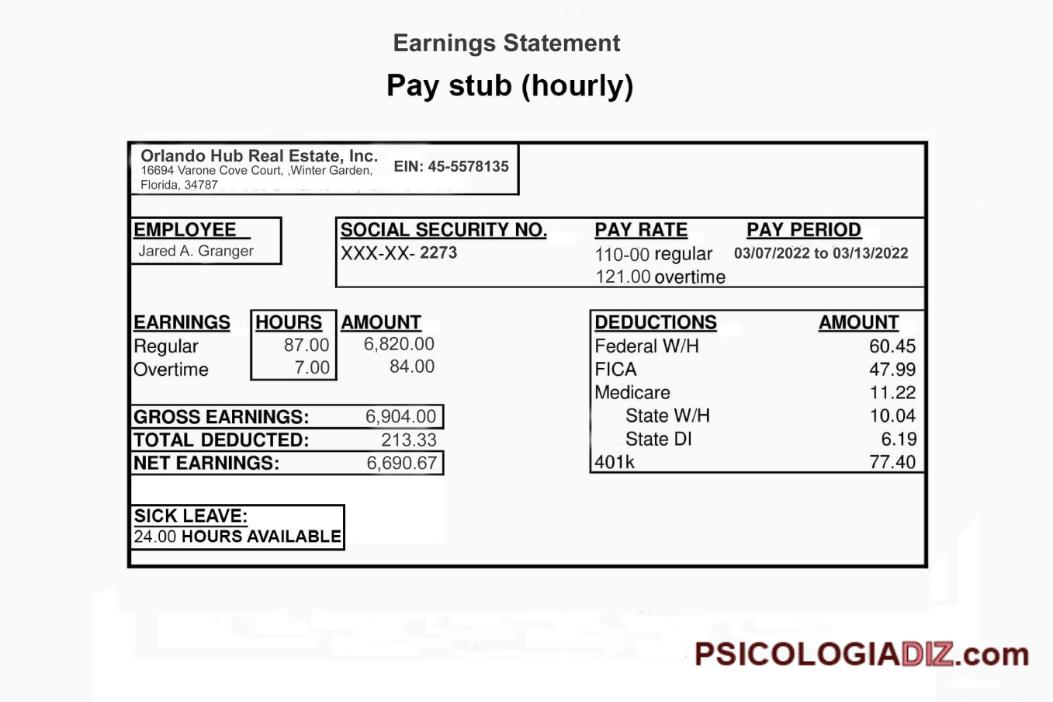 Earnings Statement
Pay stub (hourly)
Orlando Hub Real Estate, Inc. EIN: 45-5578135
16694 Varone Cove Court, ,Winter Garden,
Florida, 34787
EMPLOYEE SOCIAL SECURITY NO. PAY RATE PAY PERIOD
Jared A. Granger XXX-XX- 2273 110-00 regular 03/07/2022 to 03/13/2022
121.00 overtime
EARNINGS HOURS AMOUNT DEDUCTIONS AMOUNT
Regular 87.00 6,820.00 Federal W/H 60.45
Overtime 7.00 84.00 FICA 47.99
Medicare 11.22
GROSS EARNINGS: 6,904.00 State W/H 10.04
TOTAL DEDUCTED: 213.33 State DI 6.19
NET EARNINGS: 6,690.67 401k 77.40
SICK LEAVE:
24.00 HOURS AVAILABLE
PSICOLOGIADIZ.com